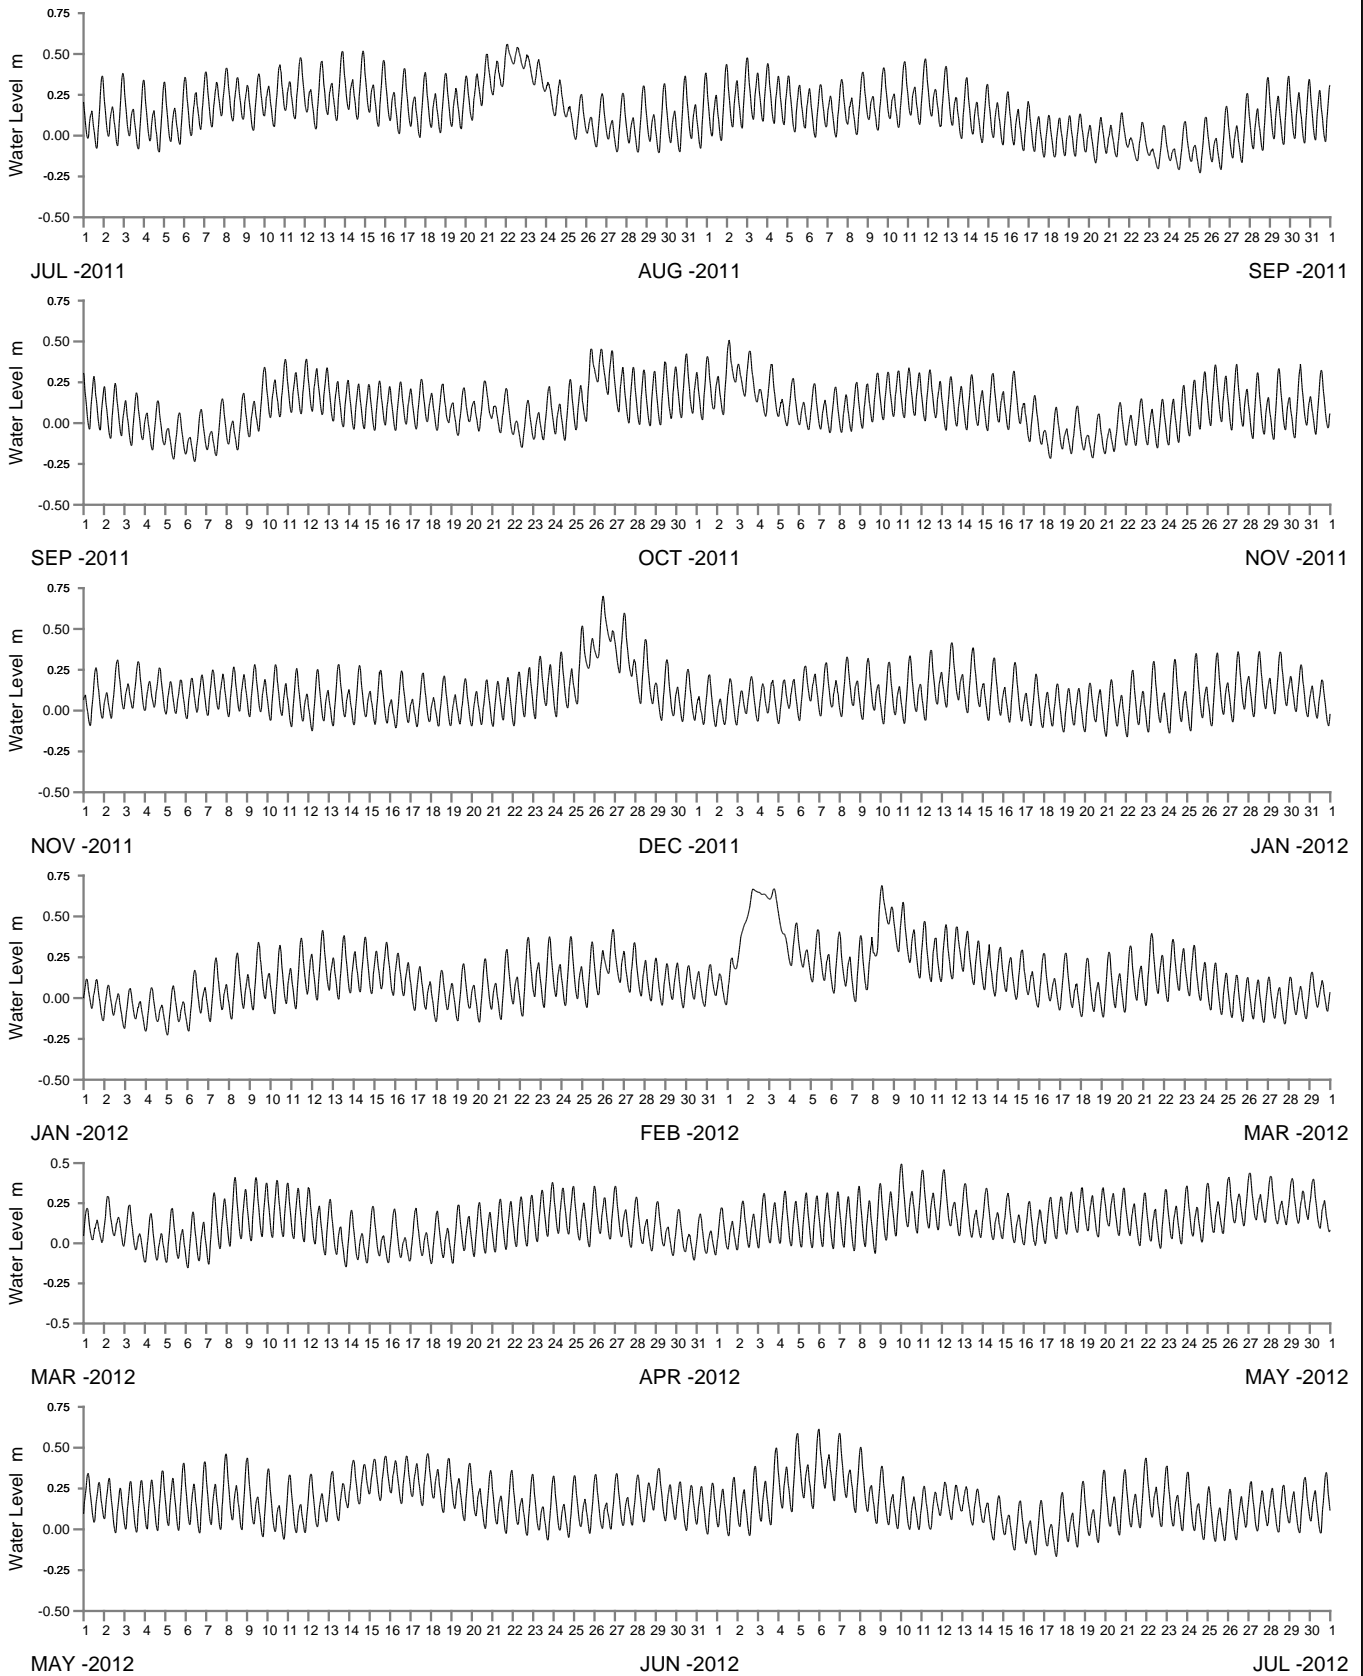 0.75
0.50
0.25
0.00
-0.25
-0.50
Water Level m
1 2 3 4 5 6 7 8 9 10 11 12 13 14 15 16 17 18 19 20 21 22 23 24 25 26 27 28 29 30 31 1 2 3 4 5 6 7 8 9 10 11 12 13 14 15 16 17 18 19 20 21 22 23 24 25 26 27 28 29 30 31 1
JUL -2011 AUG -2011 SEP -2011
0.75
0.50
0.25
0.00
-0.25
-0.50
Water Level m
1 2 3 4 5 6 7 8 9 10 11 12 13 14 15 16 17 18 19 20 21 22 23 24 25 26 27 28 29 30 1 2 3 4 5 6 7 8 9 10 11 12 13 14 15 16 17 18 19 20 21 22 23 24 25 26 27 28 29 30 31 1
SEP -2011 OCT -2011 NOV -2011
0.75
0.50
0.25
0.00
-0.25
-0.50
Water Level m
1 2 3 4 5 6 7 8 9 10 11 12 13 14 15 16 17 18 19 20 21 22 23 24 25 26 27 28 29 30 1 2 3 4 5 6 7 8 9 10 11 12 13 14 15 16 17 18 19 20 21 22 23 24 25 26 27 28 29 30 31 1
NOV -2011 DEC -2011 JAN -2012
0.75
0.50
0.25
0.00
-0.25
-0.50
Water Level m
1 2 3 4 5 6 7 8 9 10 11 12 13 14 15 16 17 18 19 20 21 22 23 24 25 26 27 28 29 30 31 1 2 3 4 5 6 7 8 9 10 11 12 13 14 15 16 17 18 19 20 21 22 23 24 25 26 27 28 29 1
JAN -2012 FEB -2012 MAR -2012
0.5
0.25
0.0
-0.25
-0.5
Water Level m
1 2 3 4 5 6 7 8 9 10 11 12 13 14 15 16 17 18 19 20 21 22 23 24 25 26 27 28 29 30 31 1 2 3 4 5 6 7 8 9 10 11 12 13 14 15 16 17 18 19 20 21 22 23 24 25 26 27 28 29 30 1
MAR -2012 APR -2012 MAY -2012
0.75
0.50
0.25
0.00
-0.25
-0.50
Water Level m
1 2 3 4 5 6 7 8 9 10 11 12 13 14 15 16 17 18 19 20 21 22 23 24 25 26 27 28 29 30 31 1 2 3 4 5 6 7 8 9 10 11 12 13 14 15 16 17 18 19 20 21 22 23 24 25 26 27 28 29 30 1
MAY -2012 JUN -2012 JUL -2012